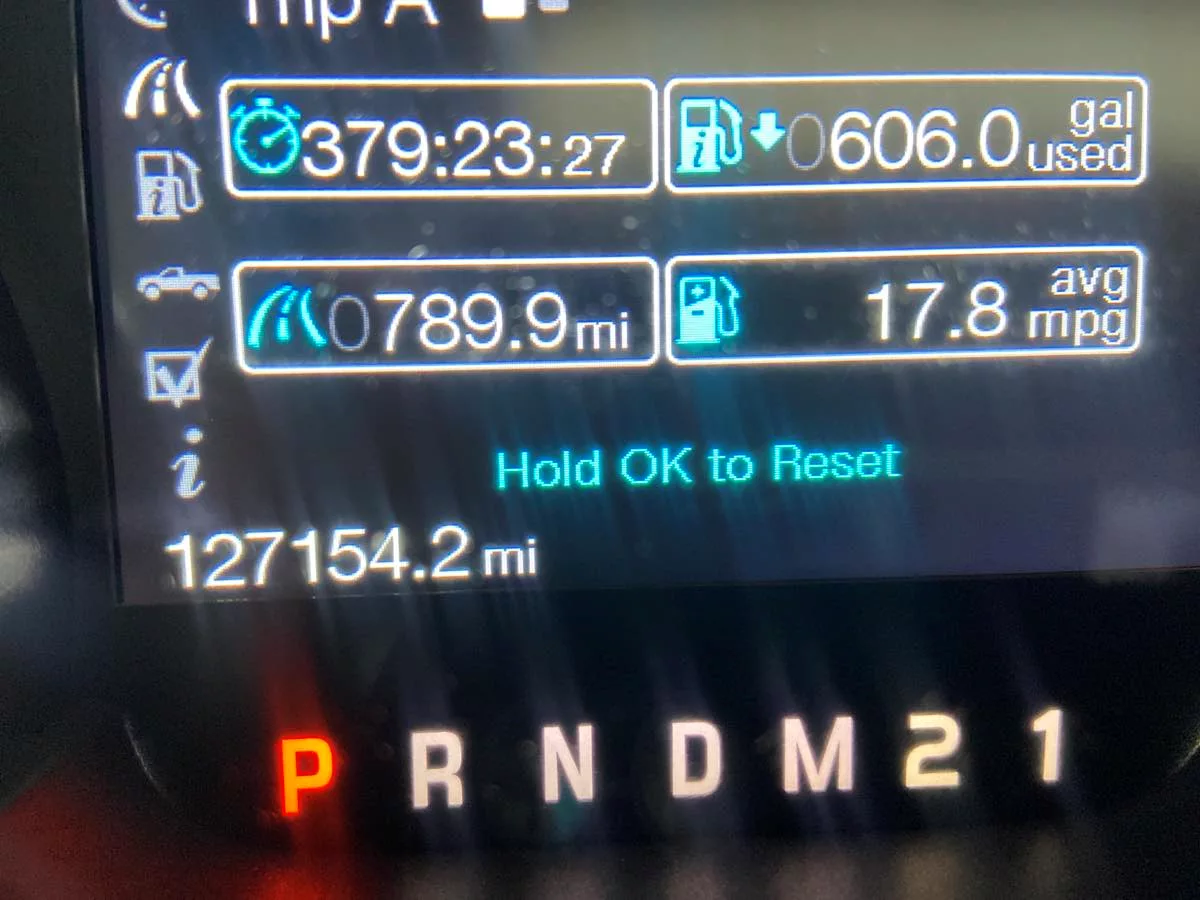 Trip A
379:23:27
0606.0 gal used
0789.9 mi
17.8 avg mpg
Hold OK to Reset
127154.2 mi
P R N D M 2 1